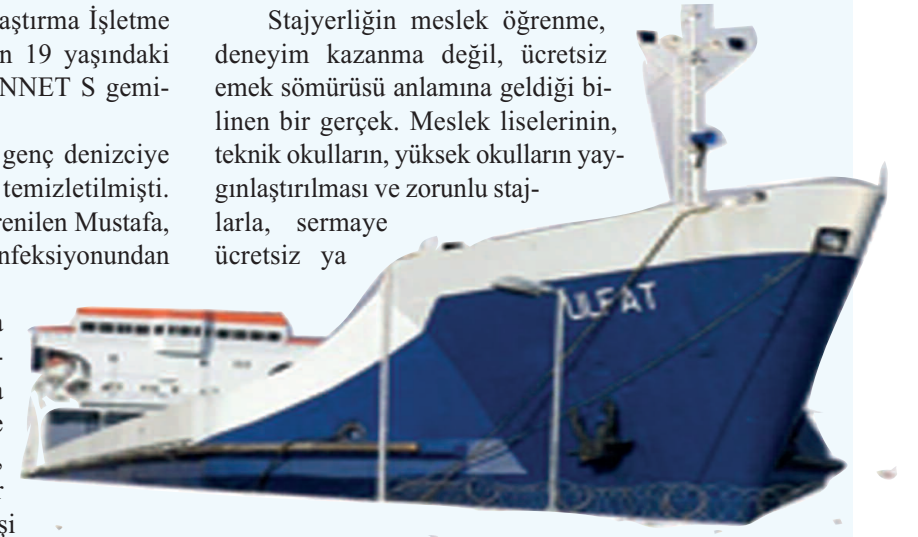 aştırma İşletme
n 19 yaşındaki
NNET S gemi-
genç denizciye
temizletilmişti.
renilen Mustafa,
nfeksiyonundan
a
-
a
e
,
r
şi
Stajyerliğin meslek öğrenme,
deneyim kazanma değil, ücretsiz
emek sömürüsü anlamına geldiği bi-
linen bir gerçek. Meslek liselerinin,
teknik okulların, yüksek okulların yay-
gınlaştırılması ve zorunlu staj-
larla, sermaye
ücretsiz ya
ULFAT